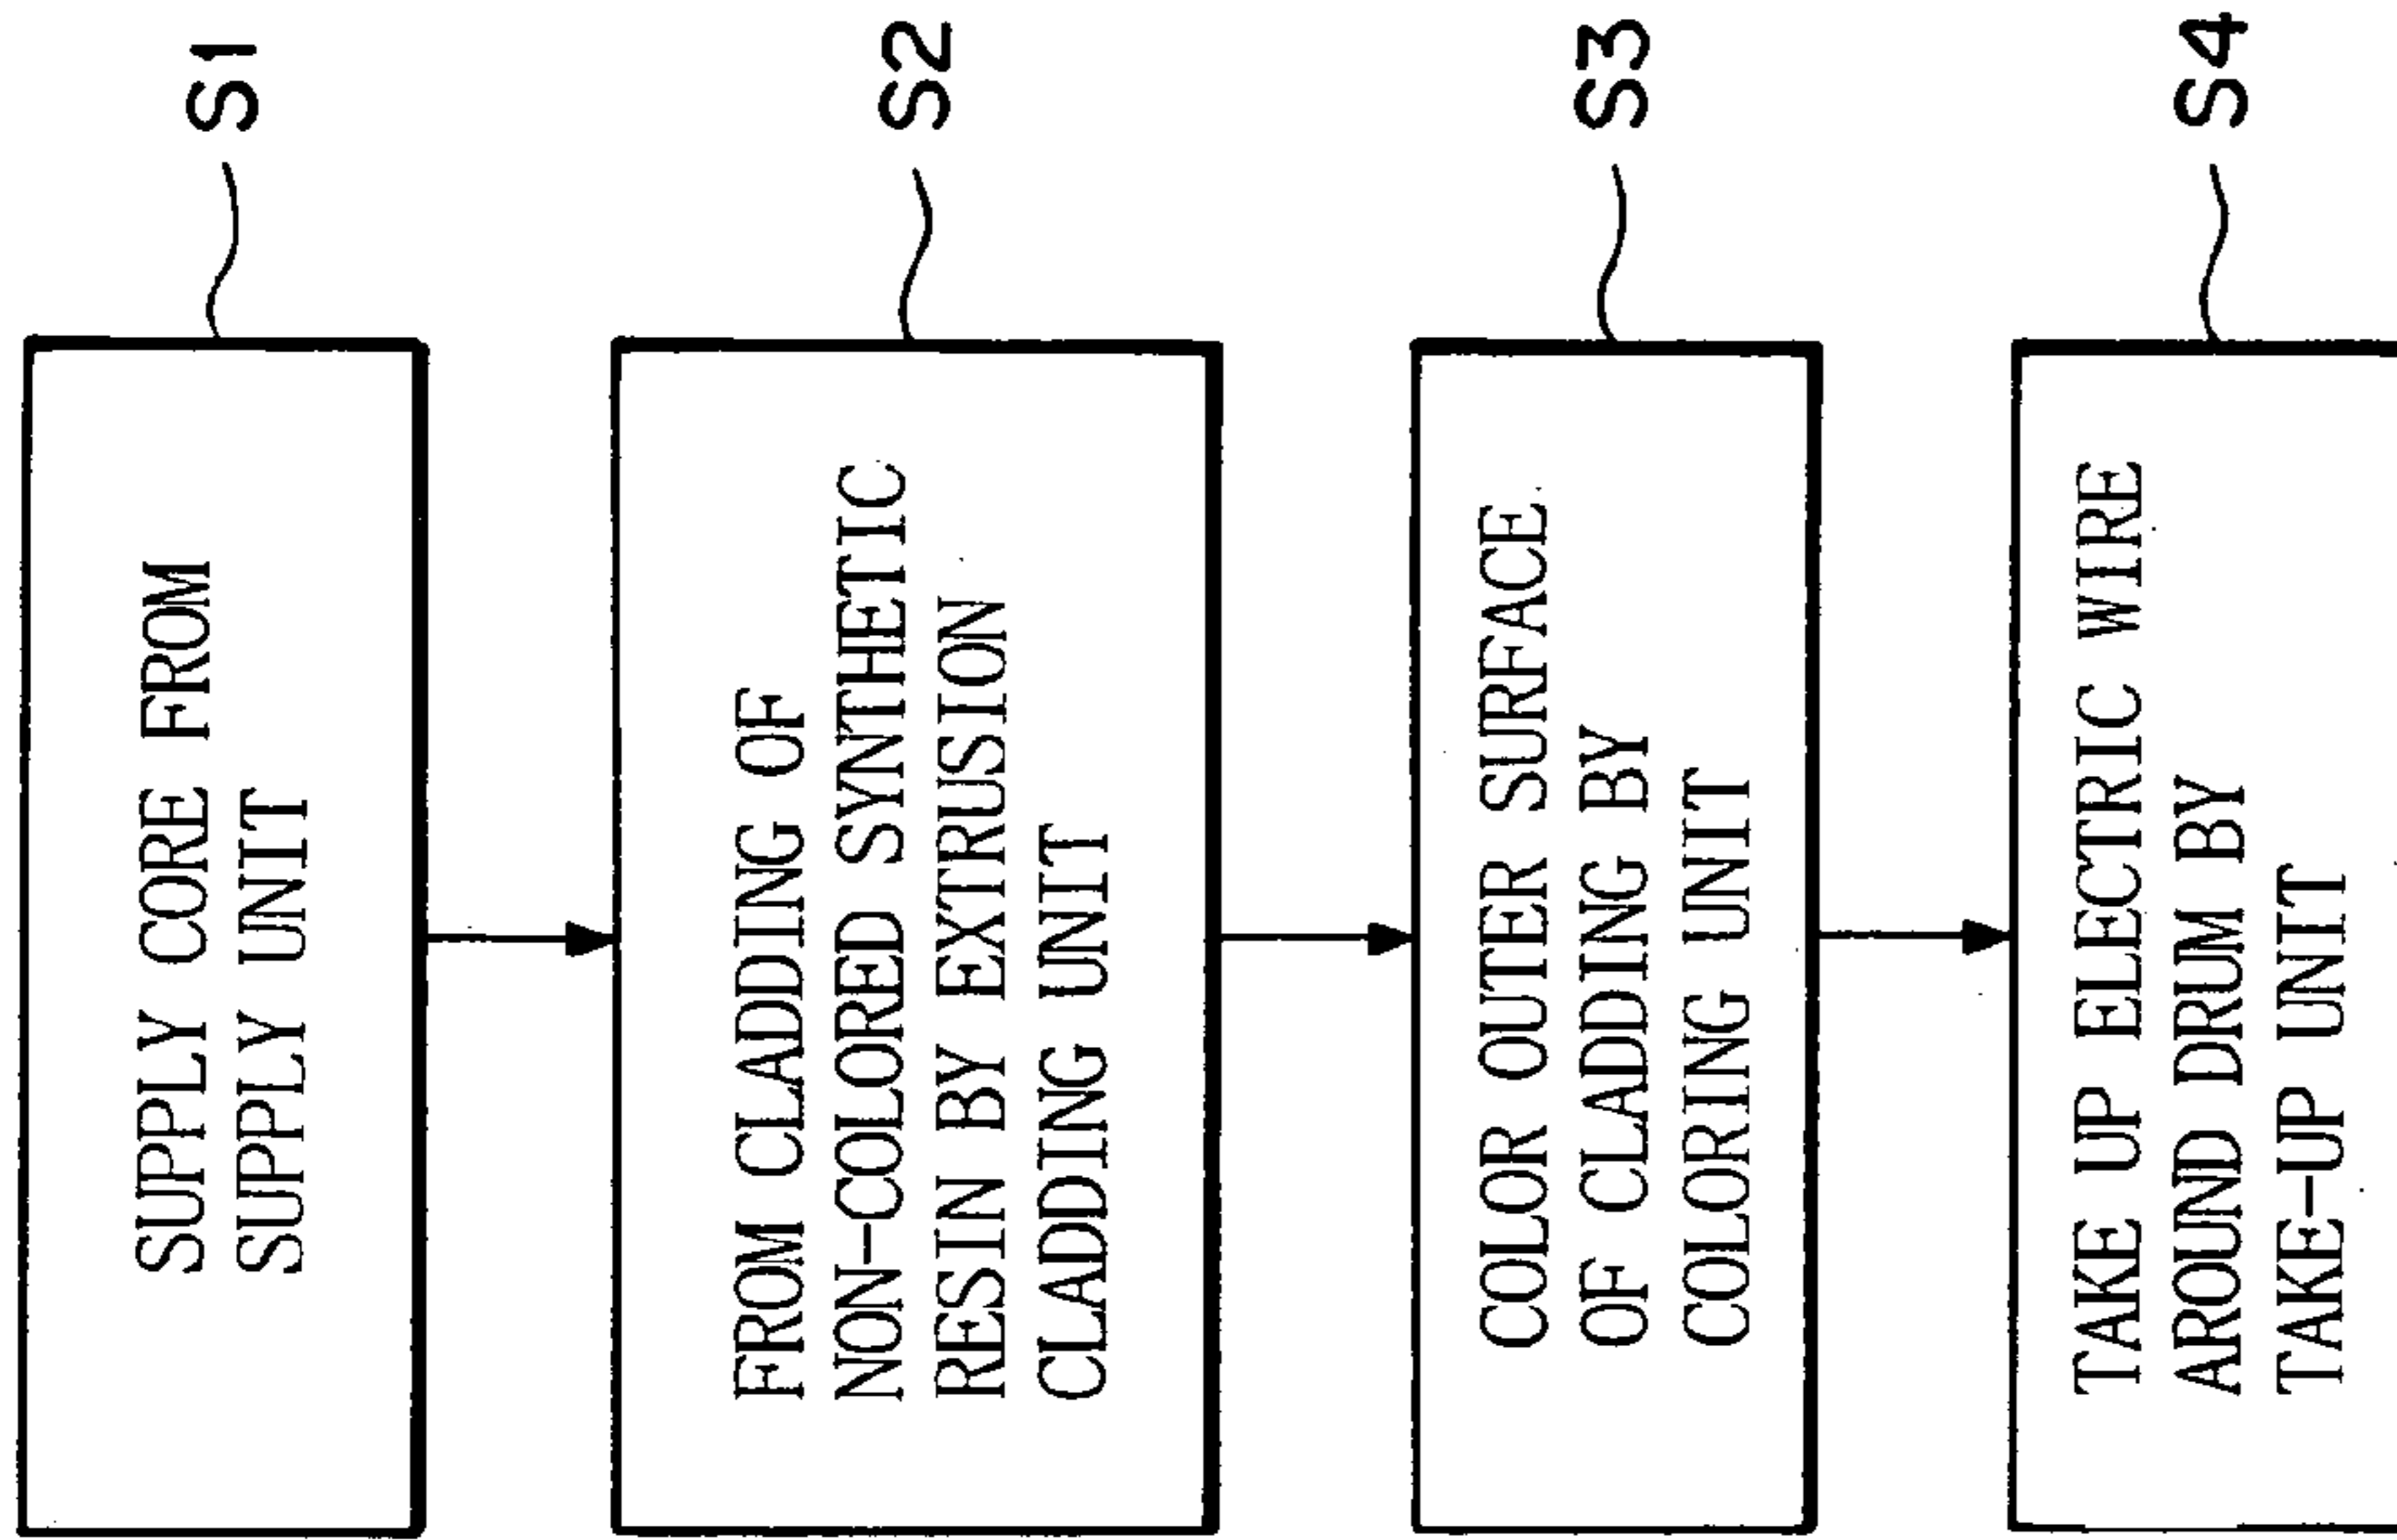 SUPPLY CORE FROM
SUPPLY UNIT
S1
FROM CLADDING OF
NON-COLORED SYNTHETIC
RESIN BY EXTRUSION
CLADDING UNIT
S2
COLOR OUTER SURFACE
OF CLADDING BY
COLORING UNIT
S3
TAKE UP ELECTRIC WIRE
AROUND DRUM BY
TAKE-UP UNIT
S4